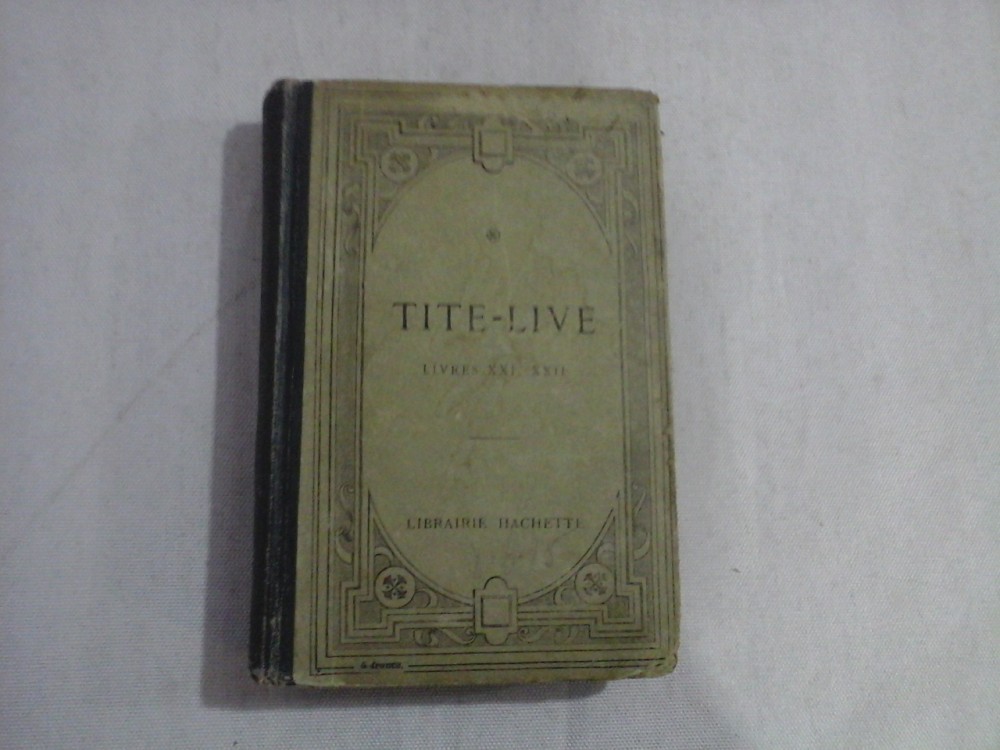 TITE-LIVE
LIVRES XXI, XXII
LIBRAIRIE HACHETTE